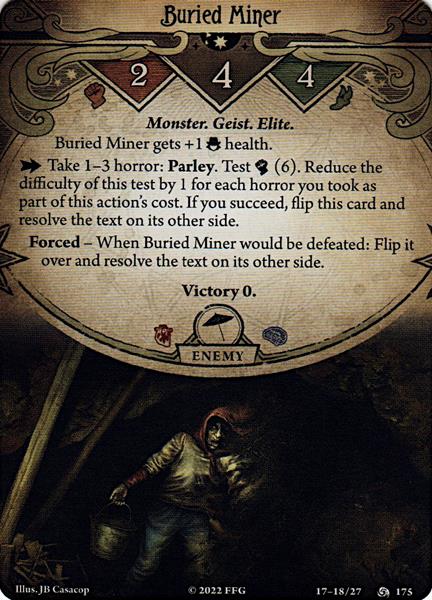 Buried Miner
2 4 4
Monster. Geist. Elite.
Buried Miner gets +1 health.
Take 1–3 horror: Parley. Test (6). Reduce the
difficulty of this test by 1 for each horror you took as
part of this action's cost. If you succeed, flip this card and
resolve the text on its other side.
Forced – When Buried Miner would be defeated: Flip it
over and resolve the text on its other side.
Victory 0.
ENEMY
Illus. JB Casacop © 2022 FFG 17–18/27 175